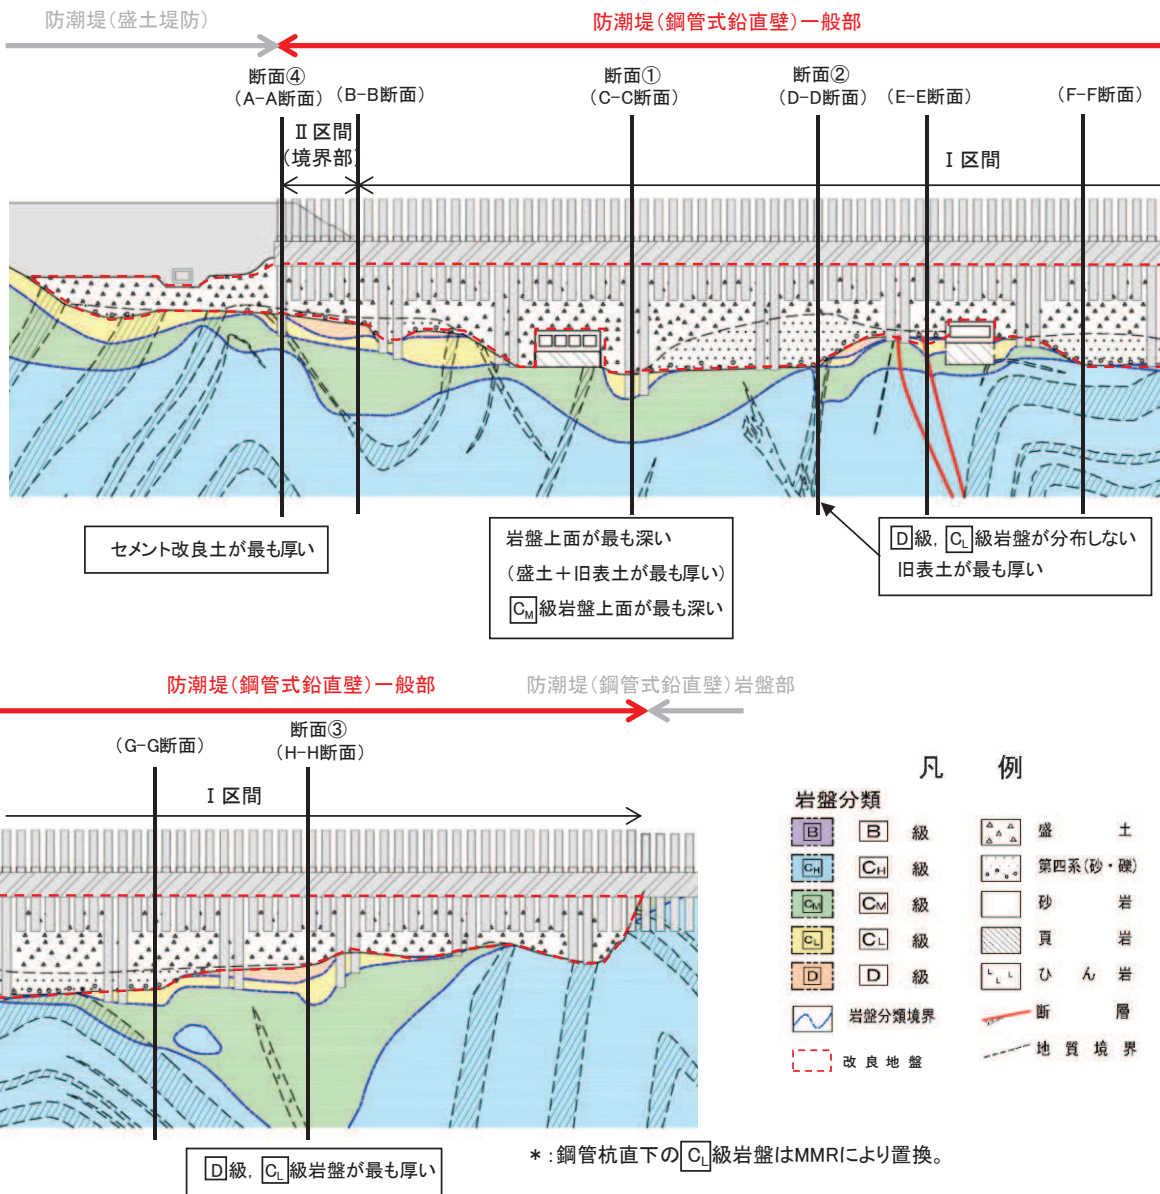 防潮堤(盛土堤防)
防潮堤(鋼管式鉛直壁)一般部
断面④
(A-A断面)
(B-B断面)
断面①
(C-C断面)
断面②
(D-D断面)
(E-E断面)
(F-F断面)
Ⅱ区間
(境界部)
Ⅰ区間
セメント改良土が最も厚い
岩盤上面が最も深い
(盛土+旧表土が最も厚い)
CM級岩盤上面が最も深い
D級, CL級岩盤が分布しない
旧表土が最も厚い
防潮堤(鋼管式鉛直壁)一般部
防潮堤(鋼管式鉛直壁)岩盤部
(G-G断面)
断面③
(H-H断面)
Ⅰ区間
D級, CL級岩盤が最も厚い
凡 例
岩盤分類
B B 級
CH CH 級
CM CM 級
CL CL 級
D D 級
岩盤分類境界
改良地盤
盛 土
第四系(砂・礫)
砂 岩
頁 岩
ひん岩
断 層
地質境界
*:鋼管杭直下のCL級岩盤はMMRにより置換。